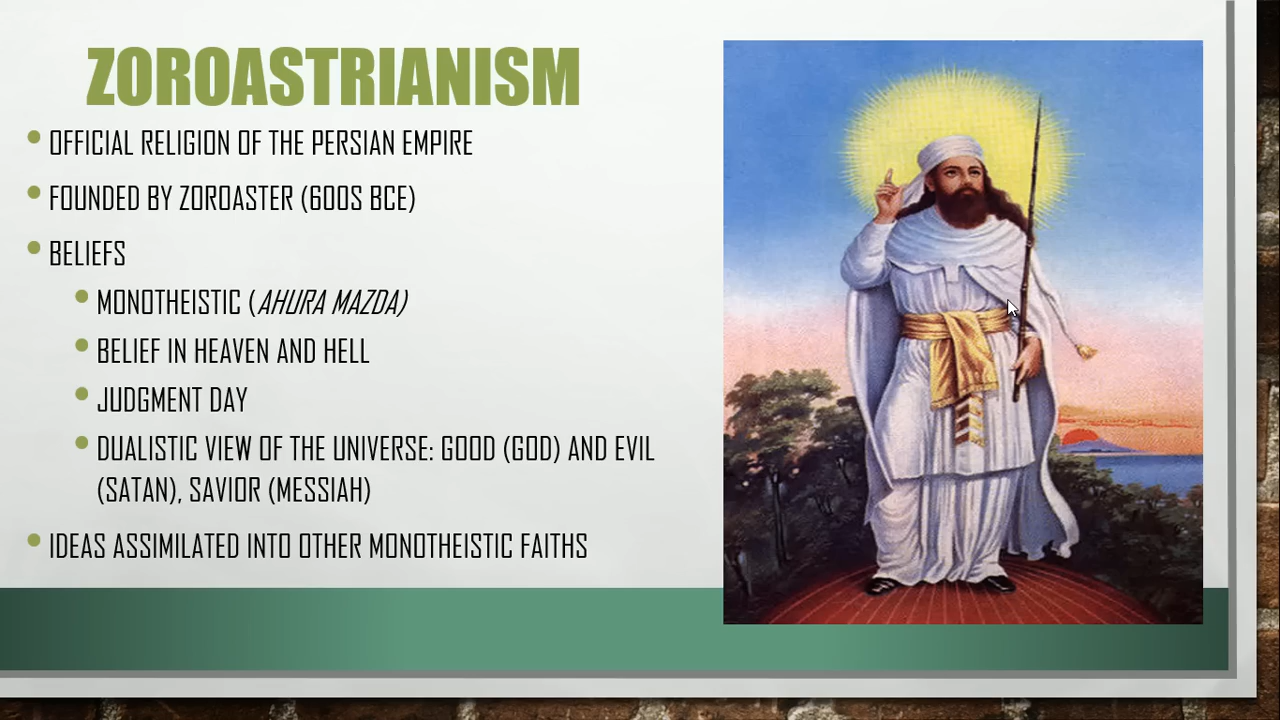 ZOROASTRIANISM
OFFICIAL RELIGION OF THE PERSIAN EMPIRE
FOUNDED BY ZOROASTER (600S BCE)
BELIEFS
MONOTHEISTIC (AHURA MAZDA)
BELIEF IN HEAVEN AND HELL
JUDGMENT DAY
DUALISTIC VIEW OF THE UNIVERSE: GOOD (GOD) AND EVIL
(SATAN), SAVIOR (MESSIAH)
IDEAS ASSIMILATED INTO OTHER MONOTHEISTIC FAITHS